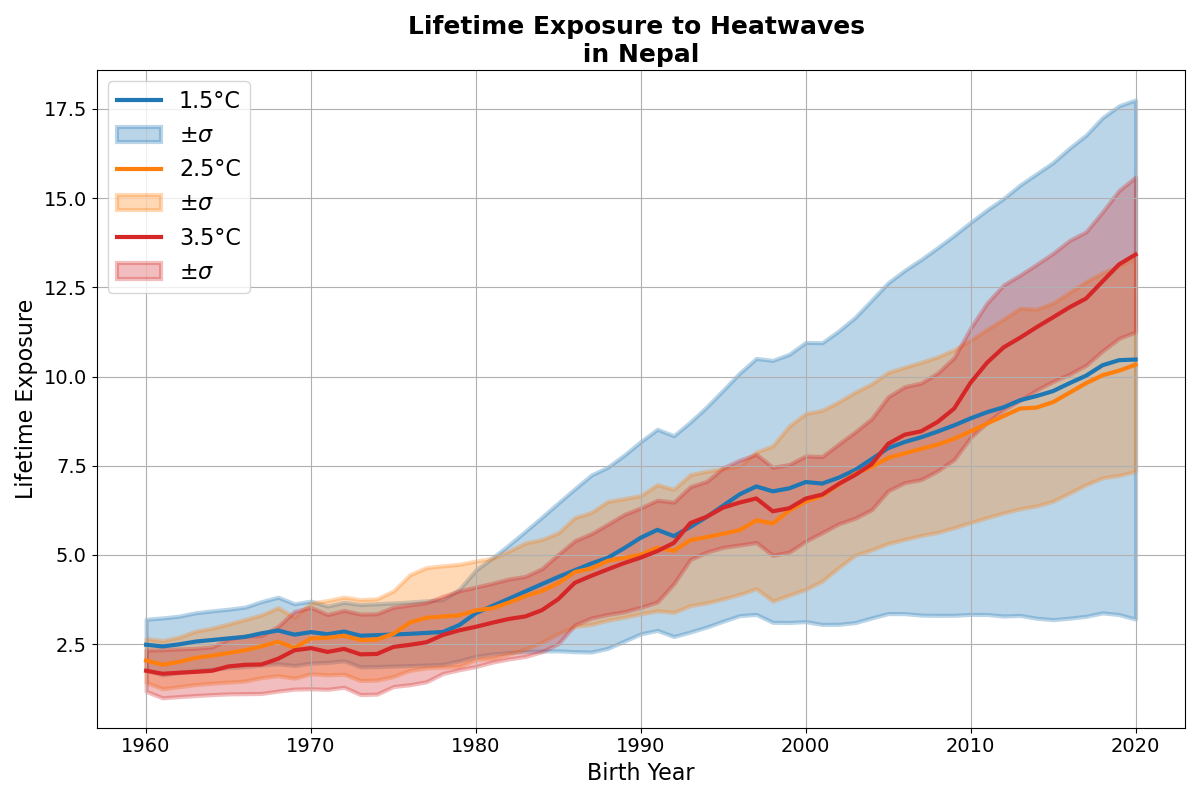 Lifetime Exposure to Heatwaves
in Nepal
1.5°C
±σ
2.5°C
±σ
3.5°C
±σ
Lifetime Exposure
17.5
15.0
12.5
10.0
7.5
5.0
2.5
1960 1970 1980 1990 2000 2010 2020
Birth Year